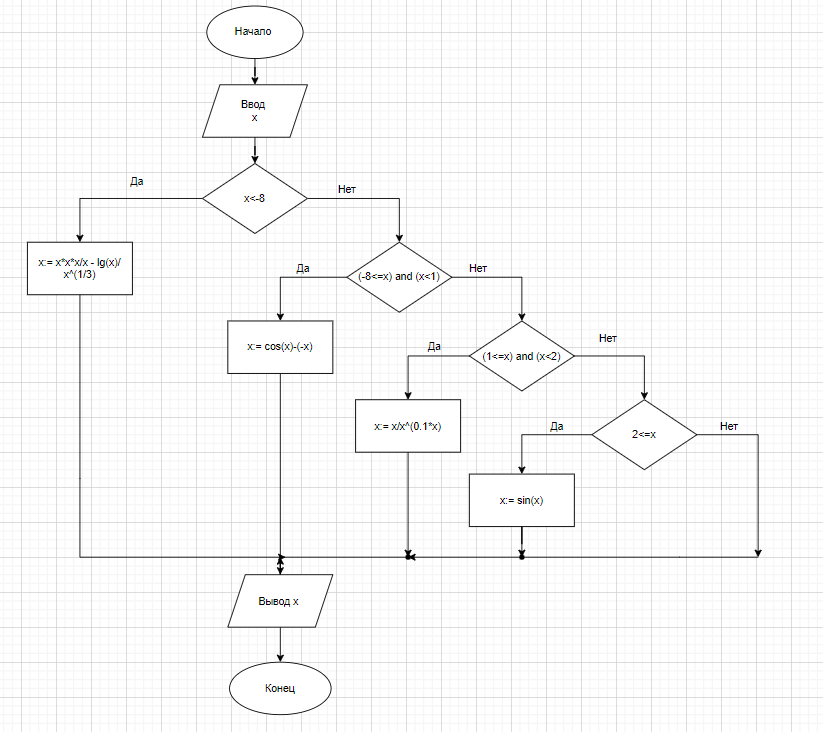 Начало
Ввод
x
Да
x<-8
Нет
x:= x*x*x/x - lg(x)/
x^(1/3)
Да
(-8<=x) and (x<1)
Нет
x:= cos(x)-(-x)
Да
(1<=x) and (x<2)
Нет
x:= x/x^(0.1*x)
Да
2<=x
Нет
x:= sin(x)
Вывод x
Конец